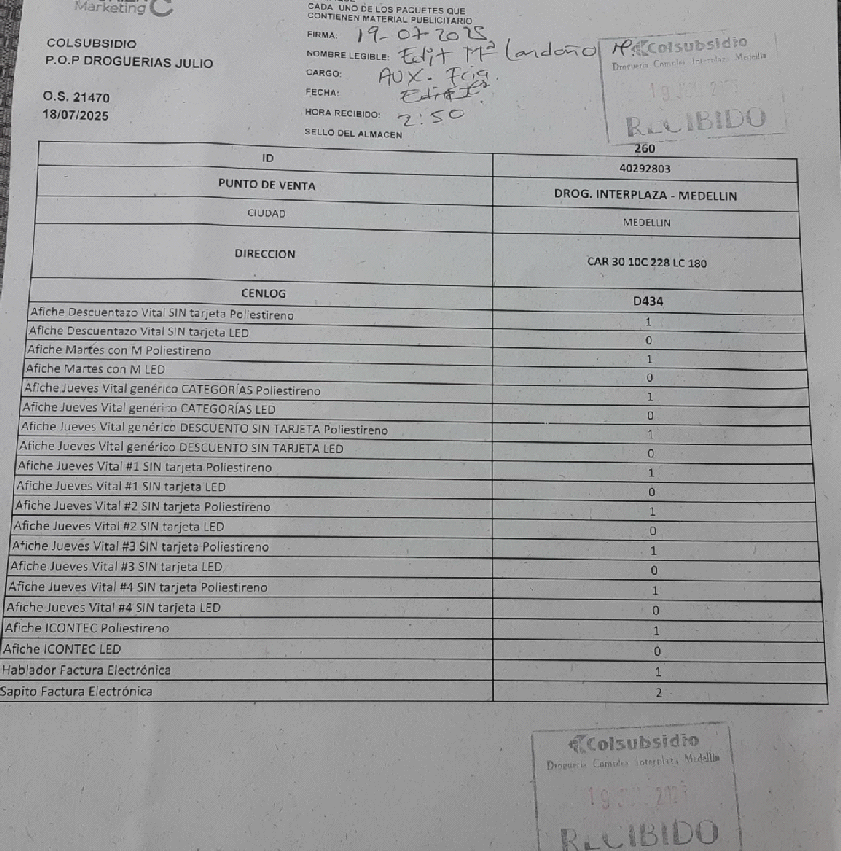 Marketing
CADA UNO DE LOS PAQUETES QUE
CONTIENEN MATERIAL PUBLICITARIO
COLSUBSIDIO
P.O.P DROGUERIAS JULIO
O.S. 21470
18/07/2025
FIRMA: 19-07-2025
NOMBRE LEGIBLE: Edit Mª Londoño
CARGO: AUX.
FECHA:
HORA RECIBIDO: 2:50
SELLO DEL ALMACEN
Colsubsidio
Drogueria Interplaza Medellin
RECIBIDO
260
ID 40292803
PUNTO DE VENTA DROG. INTERPLAZA - MEDELLIN
CIUDAD MEDELLIN
DIRECCION CAR 30 10C 228 LC 180
CENLOG D434
Afiche Descuentazo Vital SIN tarjeta Poliestireno 1
Afiche Descuentazo Vital SIN tarjeta LED 0
Afiche Martes con M Poliestireno 1
Afiche Martes con M LED 0
Afiche Jueves Vital genérico CATEGORÍAS Poliestireno 1
Afiche Jueves Vital genérico CATEGORÍAS LED 0
Afiche Jueves Vital genérico DESCUENTO SIN TARJETA Poliestireno 1
Afiche Jueves Vital genérico DESCUENTO SIN TARJETA LED 0
Afiche Jueves Vital #1 SIN tarjeta Poliestireno 1
Afiche Jueves Vital #1 SIN tarjeta LED 0
Afiche Jueves Vital #2 SIN tarjeta Poliestireno 1
Afiche Jueves Vital #2 SIN tarjeta LED 0
Afiche Jueves Vital #3 SIN tarjeta Poliestireno 1
Afiche Jueves Vital #3 SIN tarjeta LED 0
Afiche Jueves Vital #4 SIN tarjeta Poliestireno 1
Afiche Jueves Vital #4 SIN tarjeta LED 0
Afiche ICONTEC Poliestireno 1
Afiche ICONTEC LED 0
Hablador Factura Electrónica 1
Sapito Factura Electrónica 2
Colsubsidio
Drogueria Interplaza Medellin
RECIBIDO